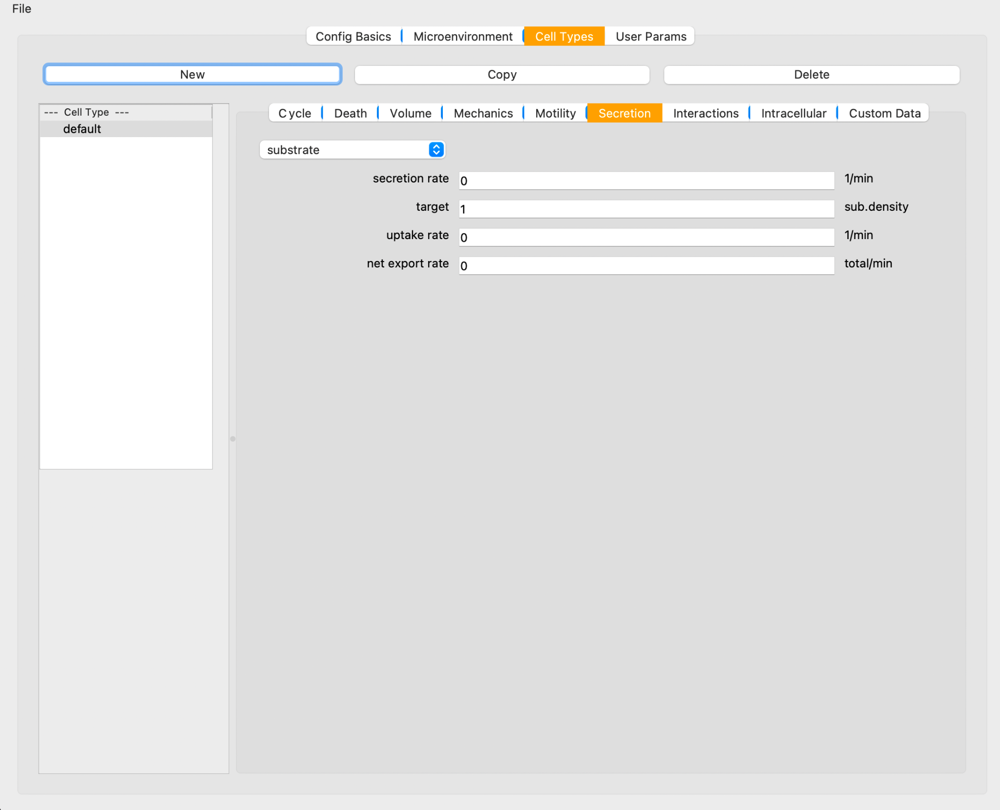 File
Config Basics Microenvironment Cell Types User Params
New Copy Delete
--- Cell Type ---
default
Cycle Death Volume Mechanics Motility Secretion Interactions Intracellular Custom Data
substrate
secretion rate 0 1/min
target 1 sub.density
uptake rate 0 1/min
net export rate 0 total/min